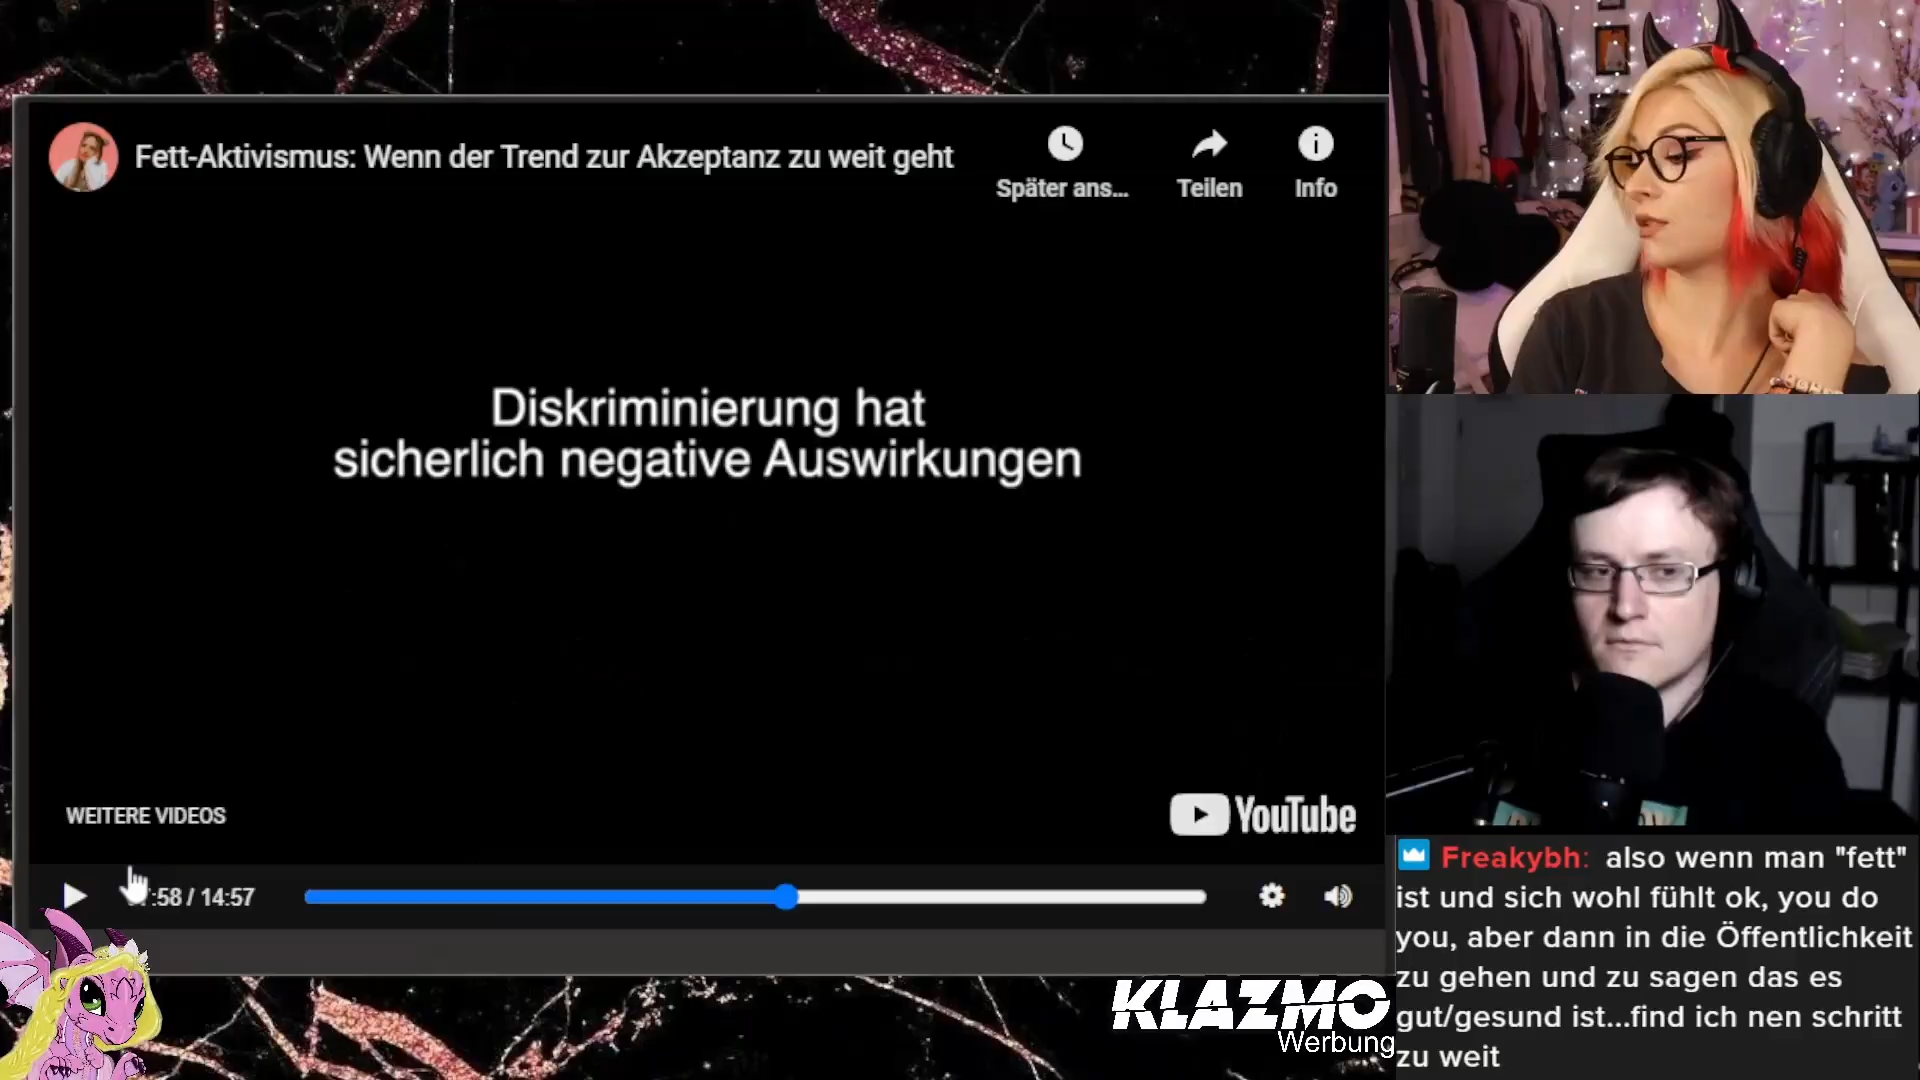 Fett-Aktivismus: Wenn der Trend zur Akzeptanz zu weit geht
Später ans...
Teilen
Info
Diskriminierung hat
sicherlich negative Auswirkungen
WEITERE VIDEOS
YouTube
:58 / 14:57
KLAZMO
Werbung
Freakybh: also wenn man "fett"
ist und sich wohl fühlt ok, you do
you, aber dann in die Öffentlichkeit
zu gehen und zu sagen das es
gut/gesund ist...find ich nen schritt
zu weit